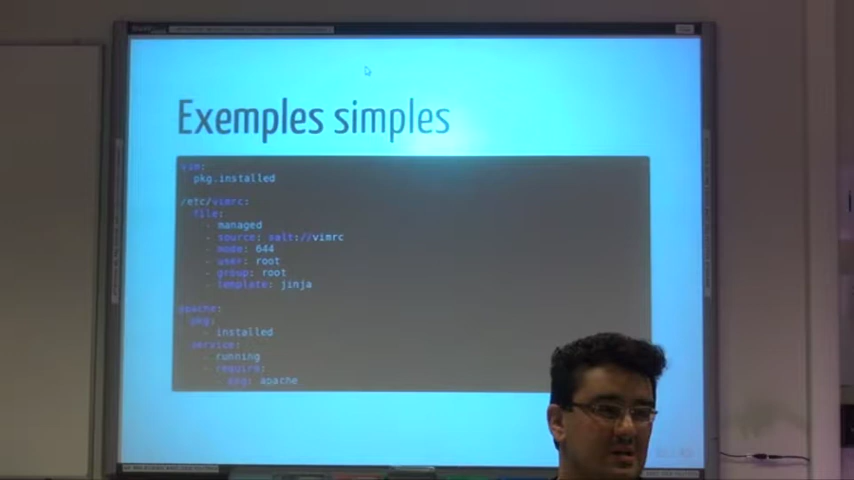 Exemples simples
vim:
pkg.installed
/etc/vimrc:
file:
- managed
- source: salt://vimrc
- mode: 644
- user: root
- group: root
- template: jinja
apache:
pkg:
- installed
service:
- running
- require:
- pkg: apache